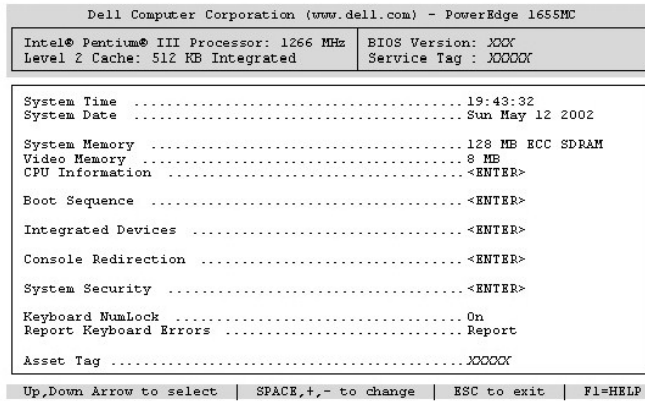 Dell Computer Corporation (www.dell.com) - PowerEdge 1655MC
Intel® Pentium® III Processor: 1266 MHz | BIOS Version: XXX
Level 2 Cache: 512 KB Integrated | Service Tag : XXXXX
System Time ........................................ 19:43:32
System Date ........................................ Sun May 12 2002
System Memory ........................................ 128 MB ECC SDRAM
Video Memory ....................................... 8 MB
CPU Information .................................... <ENTER>
Boot Sequence ...................................... <ENTER>
Integrated Devices ................................ <ENTER>
Console Redirection ................................ <ENTER>
System Security .................................... <ENTER>
Keyboard NumLock .................................... On
Report Keyboard Errors ............................. Report
Asset Tag ........................................... XXXXX
Up,Down Arrow to select | SPACE,+,- to change | ESC to exit | F1=HELP